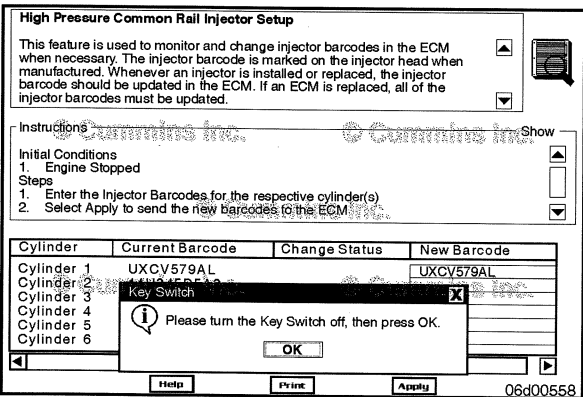 High Pressure Common Rail Injector Setup
This feature is used to monitor and change injector barcodes in the ECM
when necessary. The injector barcode is marked on the injector head when
manufactured. Whenever an injector is installed or replaced, the injector
barcode should be updated in the ECM. If an ECM is replaced, all of the
injector barcodes must be updated.
Instructions
Show
© Cummins Inc.
© Cummins Inc.
Initial Conditions
1. Engine Stopped
Steps
1. Enter the Injector Barcodes for the respective cylinder(s)
2. Select Apply to send the new barcodes to the ECM
© Cummins Inc.
Cylinder Current Barcode Change Status New Barcode
Cylinder 1 UXCV579AL UXCV579AL
Cylinder 2
Cylinder 3
Cylinder 4
Cylinder 5
Cylinder 6
Key Switch X
Please turn the Key Switch off, then press OK.
OK
Help Print Apply
06d00558